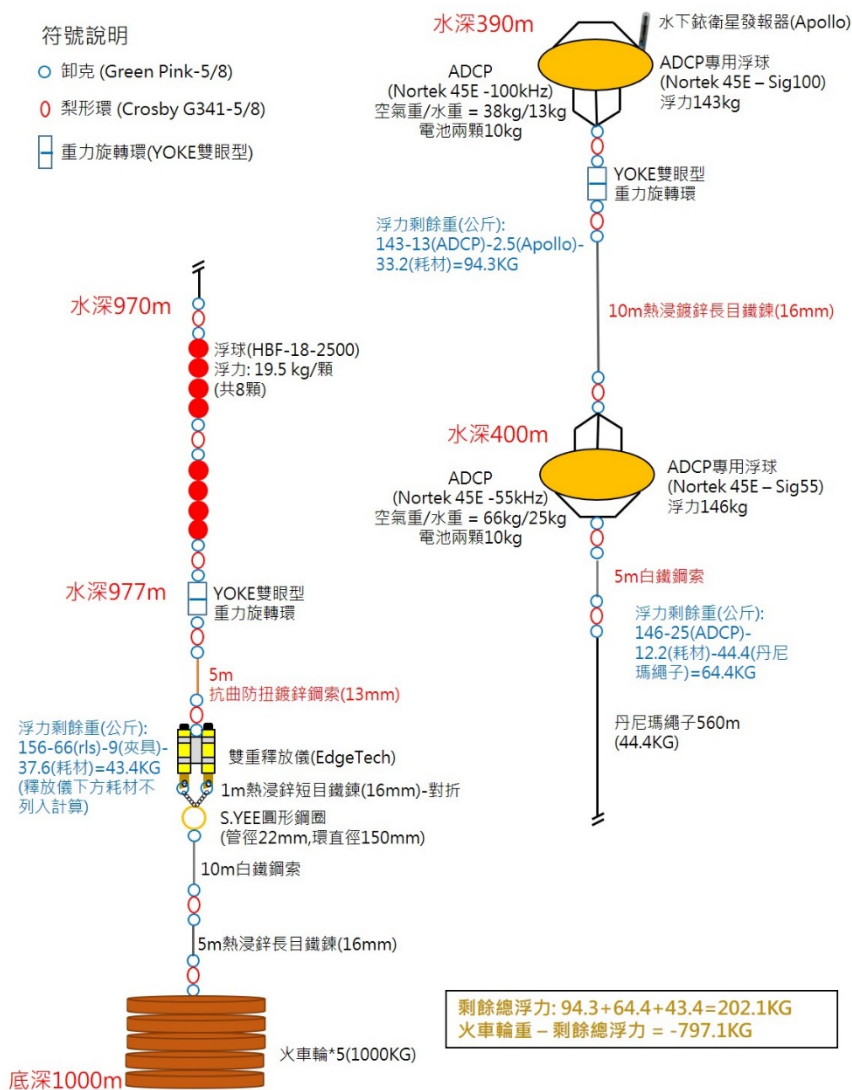 符號說明
卸克 (Green Pink-5/8)
梨形環 (Crosby G341-5/8)
重力旋轉環(YOKE雙眼型)
水深970m
浮球(HBF-18-2500)
浮力: 19.5 kg/顆
(共8顆)
水深977m
YOKE雙眼型
重力旋轉環
5m
抗曲防扭鍍鋅鋼索(13mm)
浮力剩餘重(公斤):
156-66(rls)-9(夾具)-
37.6(耗材)=43.4KG
(釋放儀下方耗材不
列入計算)
雙重釋放儀(EdgeTech)
1m熱浸鋅短目鐵鍊(16mm)-對折
S.YEE圓形鋼圈
(管徑22mm,環直徑150mm)
10m白鐵鋼索
5m熱浸鋅長目鐵鍊(16mm)
火車輪*5(1000KG)
底深1000m
水深390m
水下銥衛星發報器(Apollo)
ADCP
(Nortek 45E -100kHz)
空氣重/水重 = 38kg/13kg
電池兩顆10kg
ADCP專用浮球
(Nortek 45E – Sig100)
浮力143kg
YOKE雙眼型
重力旋轉環
浮力剩餘重(公斤):
143-13(ADCP)-2.5(Apollo)-
33.2(耗材)=94.3KG
10m熱浸鍍鋅長目鐵鍊(16mm)
水深400m
ADCP
(Nortek 45E -55kHz)
空氣重/水重 = 66kg/25kg
電池兩顆10kg
ADCP專用浮球
(Nortek 45E – Sig55)
浮力146kg
5m白鐵鋼索
浮力剩餘重(公斤):
146-25(ADCP)-
12.2(耗材)-44.4(丹尼
瑪繩子)=64.4KG
丹尼瑪繩子560m
(44.4KG)
剩餘總浮力: 94.3+64.4+43.4=202.1KG
火車輪重 – 剩餘總浮力 = -797.1KG